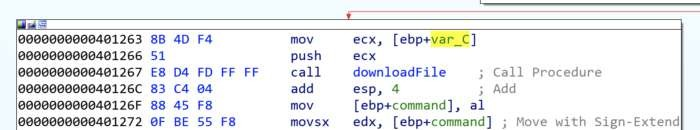 0000000000401263 8B 4D F4 mov ecx, [ebp+var_C]
0000000000401266 51 push ecx
0000000000401267 E8 D4 FD FF FF call downloadFile ; Call Procedure
000000000040126C 83 C4 04 add esp, 4 ; Add
000000000040126F 88 45 F8 mov [ebp+command], al
0000000000401272 0F BE 55 F8 movsx edx, [ebp+command] ; Move with Sign-Extend